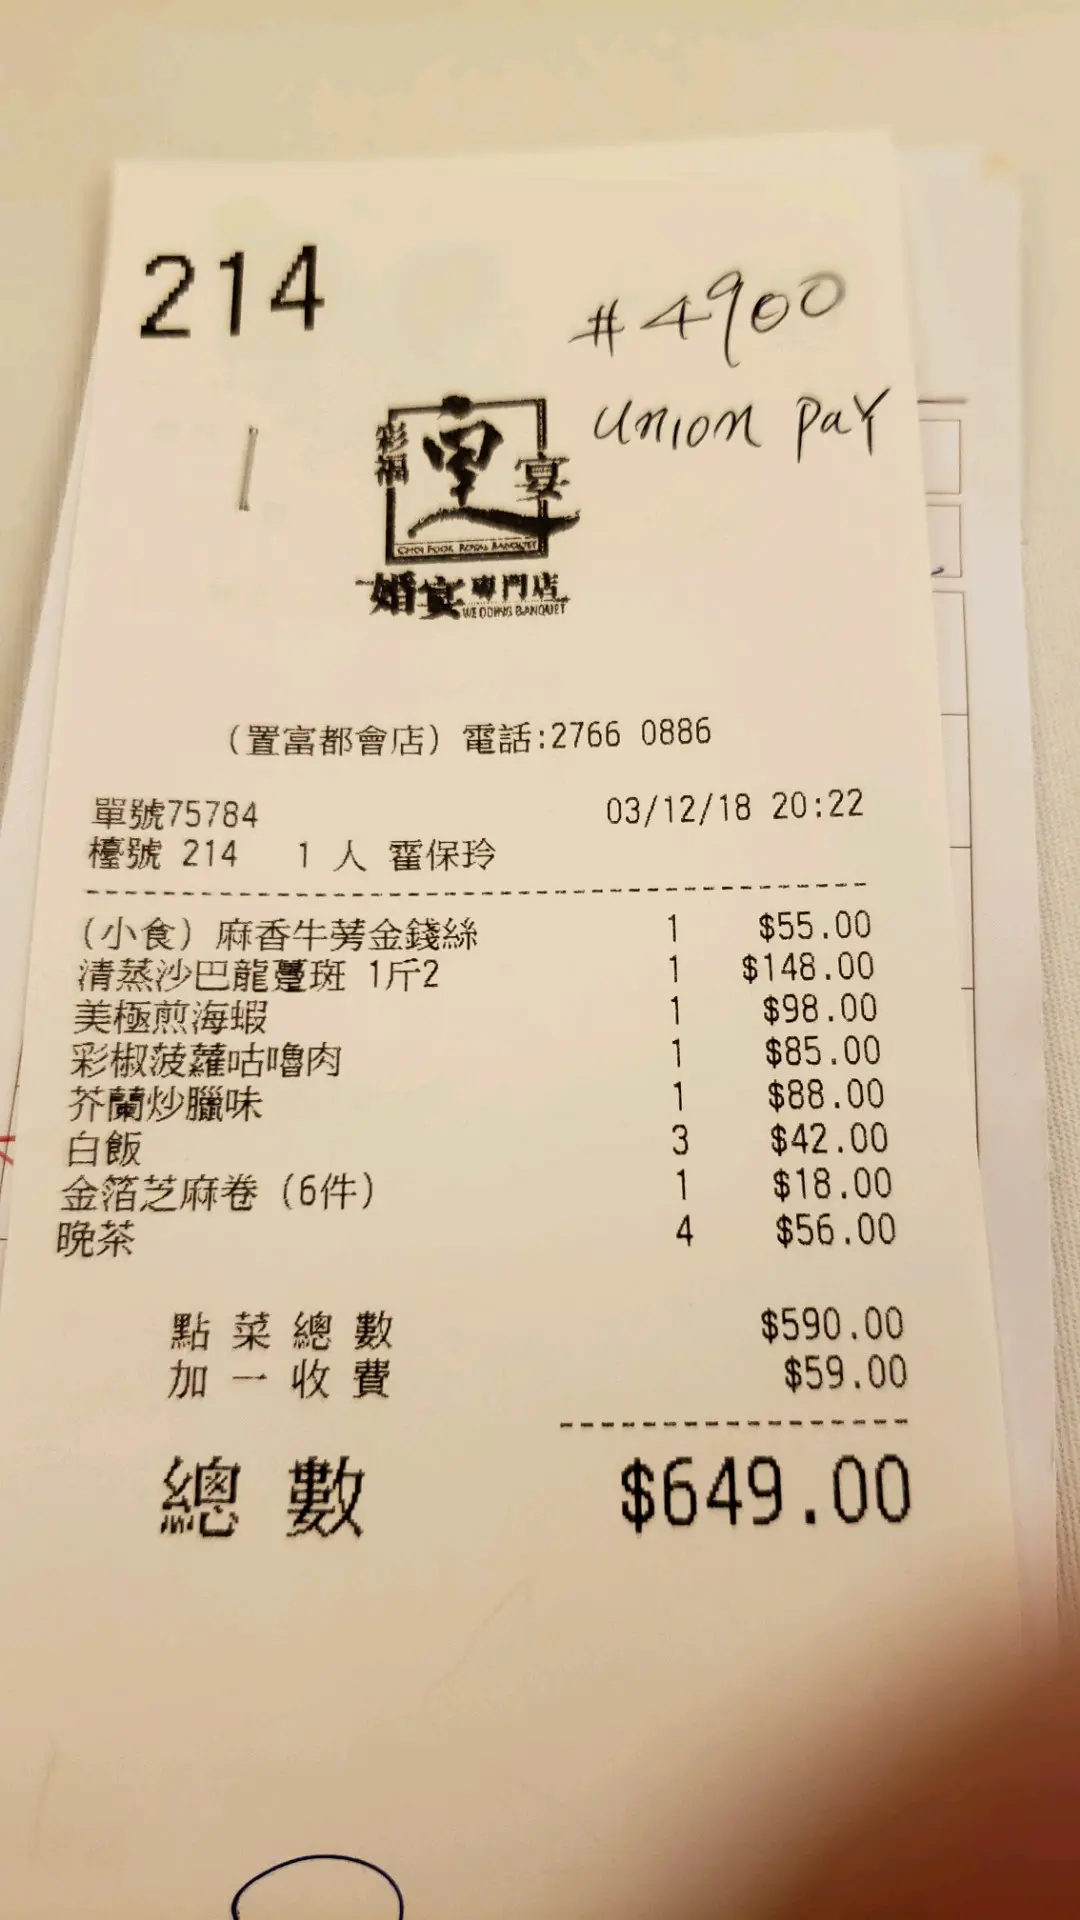 214
#4900
union pay
彩福
皇
宴
CHOI FOOK ROYAL BANQUET
婚宴專門店
WEDDING BANQUET
(置富都會店) 電話:2766 0886
單號75784 03/12/18 20:22
檯號 214 1 人 霍保玲
(小食) 麻香牛蒡金錢絲 1 $55.00
清蒸沙巴龍躉斑 1斤2 1 $148.00
美極煎海蝦 1 $98.00
彩椒菠蘿咕嚕肉 1 $85.00
芥蘭炒臘味 1 $88.00
白飯 3 $42.00
金箔芝麻卷 (6件) 1 $18.00
晚茶 4 $56.00
點菜總數 $590.00
加一收費 $59.00
總數 $649.00